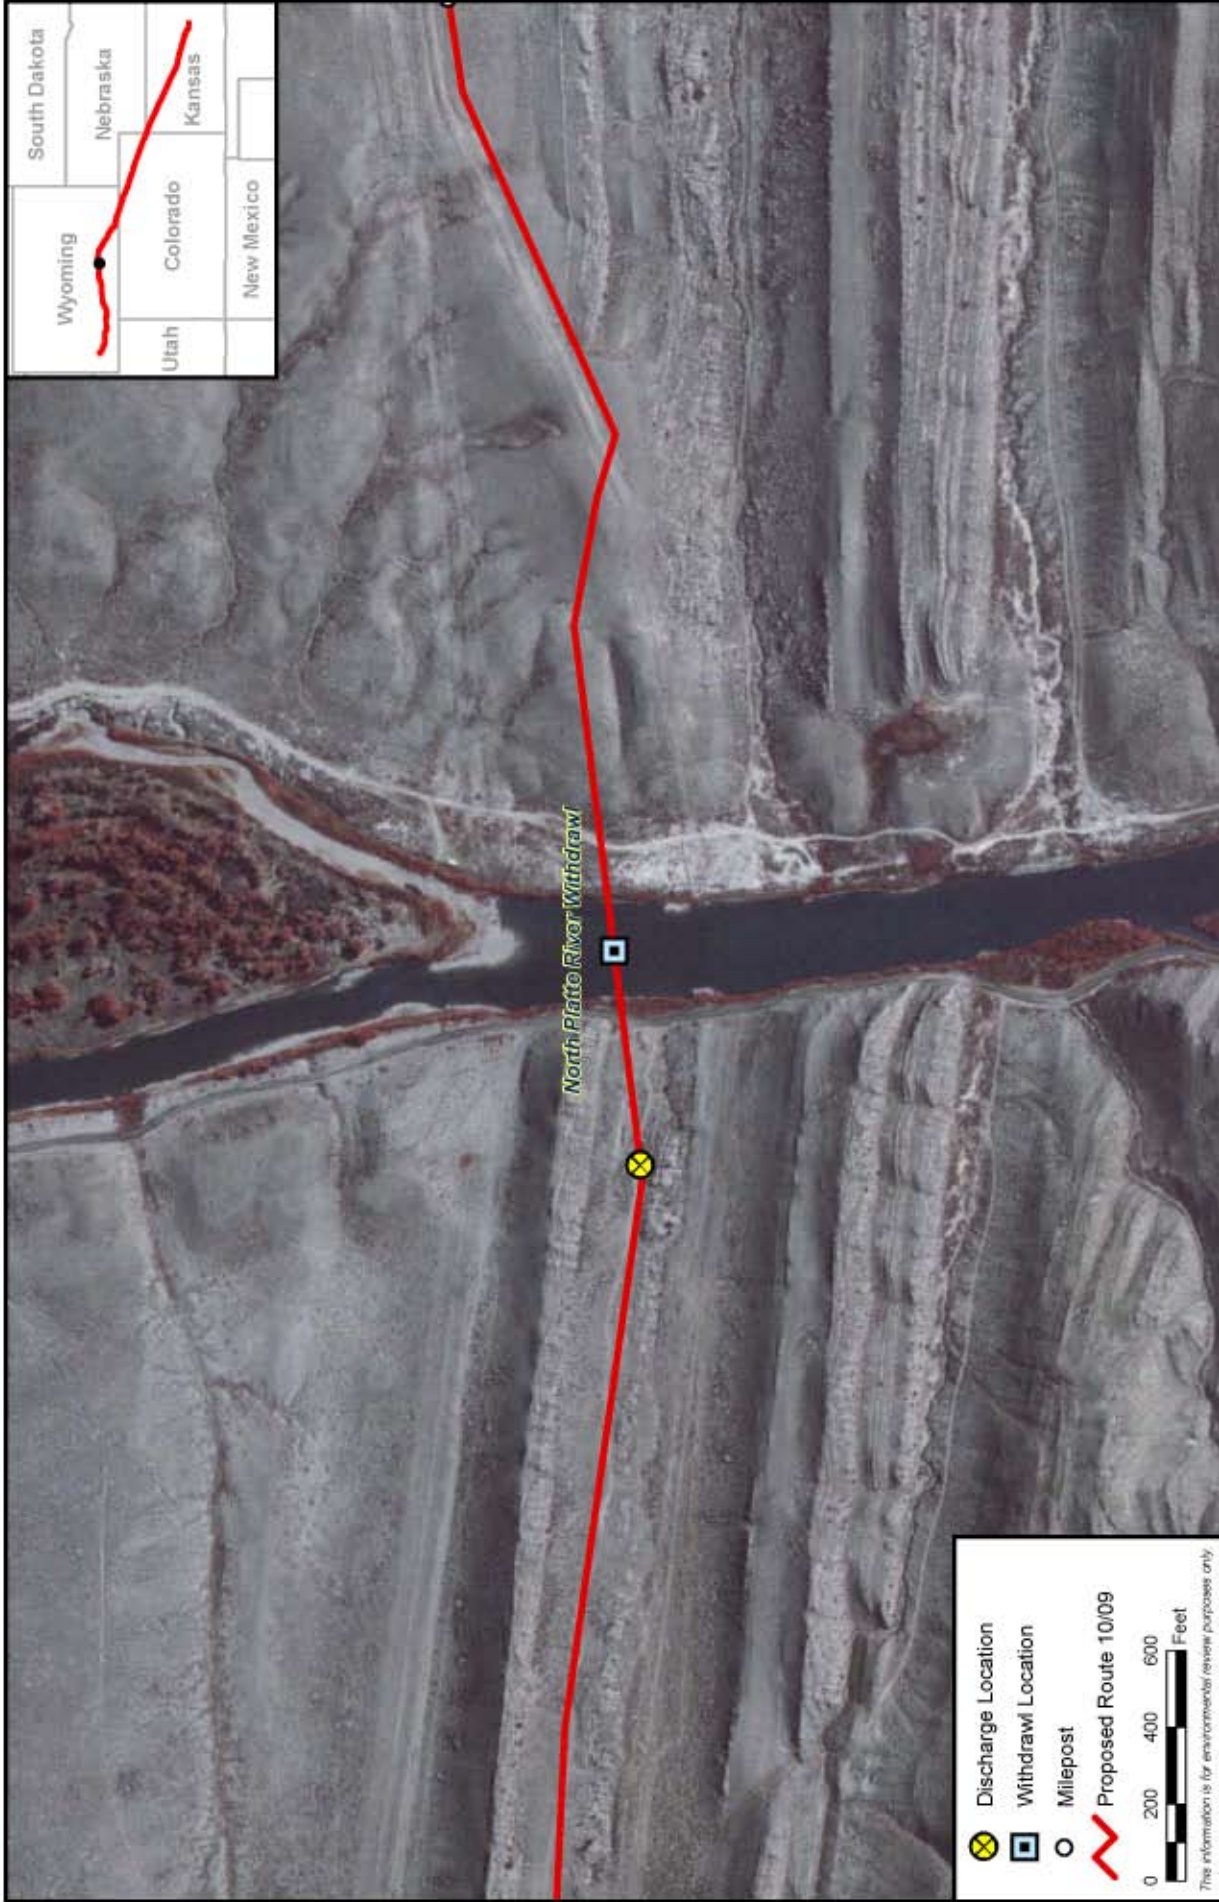 South Dakota
Wyoming
Nebraska
Utah
Colorado
Kansas
New Mexico
North Platte River Withdrawl
Discharge Location
Withdrawl Location
Milepost
Proposed Route 10/09
0 200 400 600
Feet
This information is for environmental review purposes only.